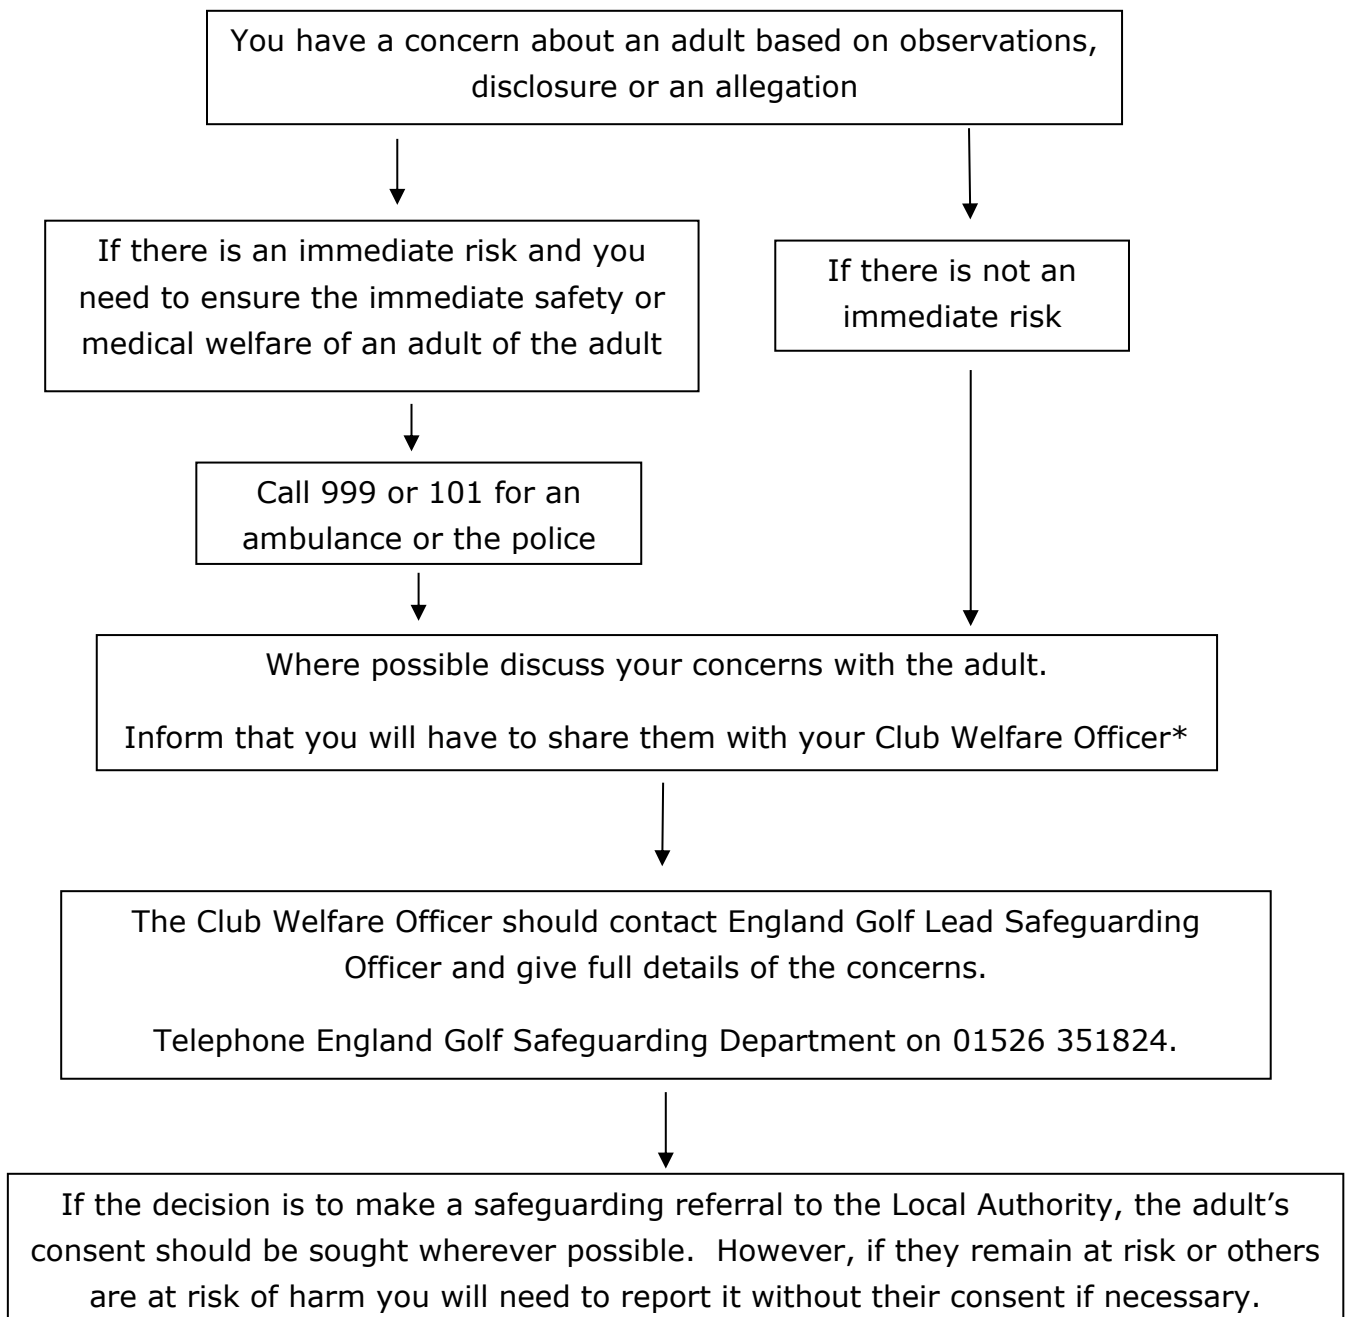 You have a concern about an adult based on observations,
disclosure or an allegation
If there is an immediate risk and you
need to ensure the immediate safety or
medical welfare of an adult of the adult
If there is not an
immediate risk
Call 999 or 101 for an
ambulance or the police
Where possible discuss your concerns with the adult.
Inform that you will have to share them with your Club Welfare Officer*
The Club Welfare Officer should contact England Golf Lead Safeguarding
Officer and give full details of the concerns.
Telephone England Golf Safeguarding Department on 01526 351824.
If the decision is to make a safeguarding referral to the Local Authority, the adult’s
consent should be sought wherever possible.  However, if they remain at risk or others
are at risk of harm you will need to report it without their consent if necessary.